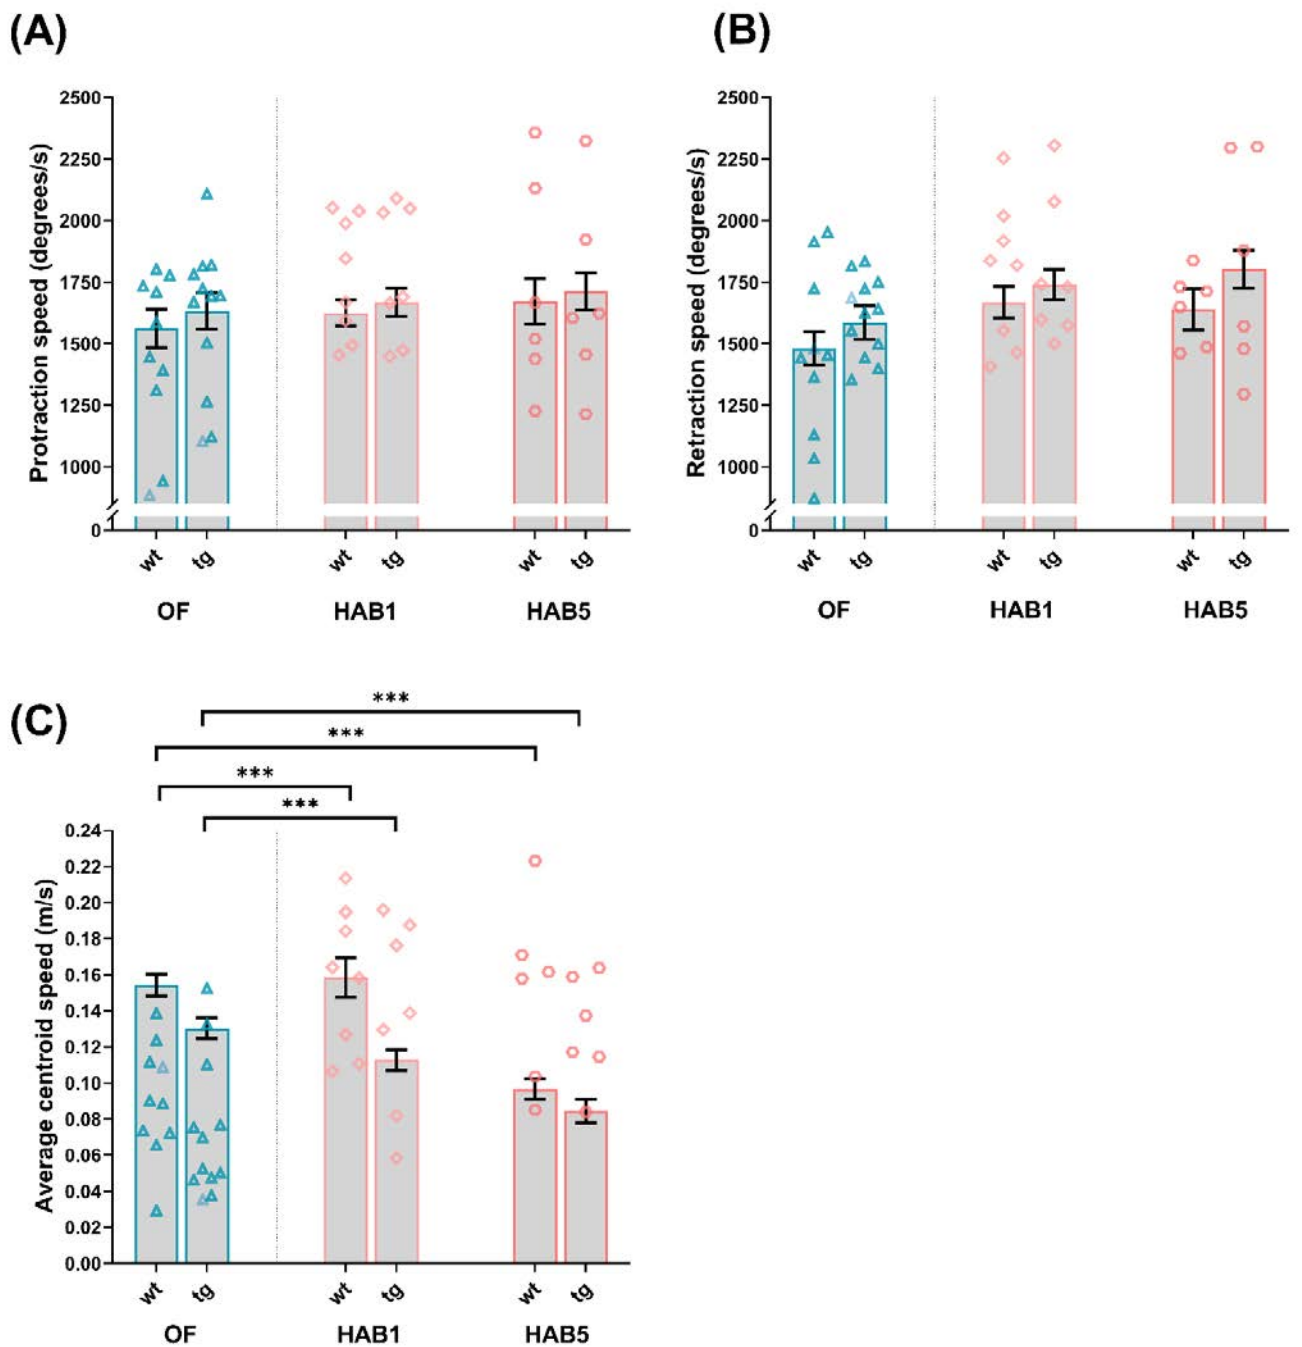 (A)
Protraction speed (degrees/s)
2500
2250
2000
1750
1500
1250
1000
0
wt tg wt tg wt tg
OF HAB1 HAB5
(B)
Retraction speed (degrees/s)
2500
2250
2000
1750
1500
1250
1000
0
wt tg wt tg wt tg
OF HAB1 HAB5
(C)
***
***
***
***
Average centroid speed (m/s)
0.24
0.22
0.20
0.18
0.16
0.14
0.12
0.10
0.08
0.06
0.04
0.02
0.00
wt tg wt tg wt tg
OF HAB1 HAB5